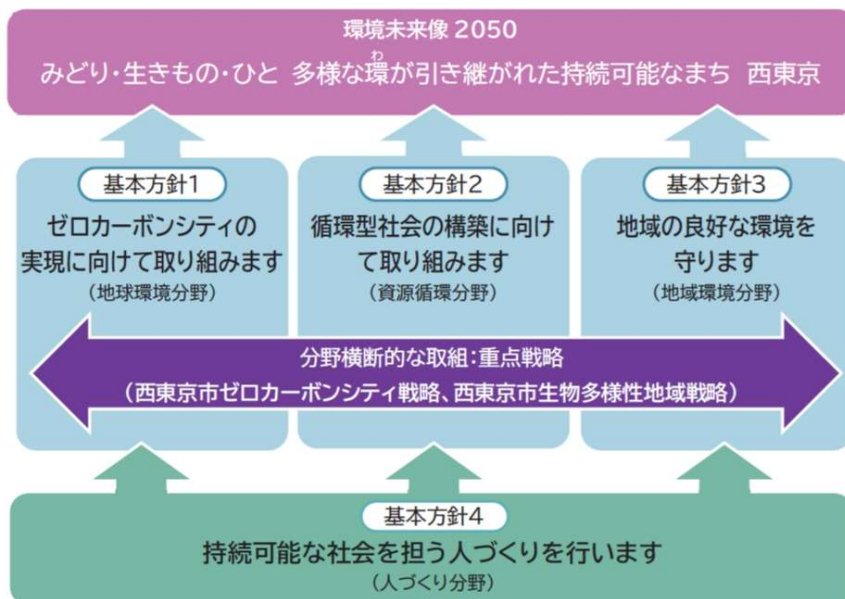 環境未来像 2050
みどり・生きもの・ひと 多様な環が引き継がれた持続可能なまち 西東京
わ
基本方針1
ゼロカーボンシティの
実現に向けて取り組みます
（地球環境分野）
基本方針2
循環型社会の構築に向け
て取り組みます
（資源循環分野）
基本方針3
地域の良好な環境を
守ります
（地域環境分野）
分野横断的な取組：重点戦略
（西東京市ゼロカーボンシティ戦略、西東京市生物多様性地域戦略）
基本方針4
持続可能な社会を担う人づくりを行います
（人づくり分野）